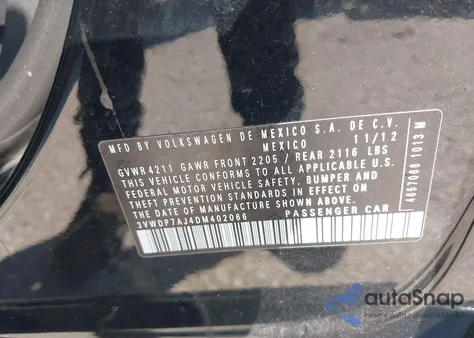 MFD BY VOLKSWAGEN DE MEXICO S.A. DE C.V.
MEXICO 11/12
GVWR 4211 GAWR FRONT 2205 / REAR 2116 LBS
THIS VEHICLE CONFORMS TO ALL APPLICABLE U.S.
FEDERAL MOTOR VEHICLE SAFETY, BUMPER AND
THEFT PREVENTION STANDARDS IN EFFECT ON THE
DATE OF MANUFACTURE SHOWN ABOVE.
3VWDP7AJ4DM402066 PASSENGER CAR
4667066 1013 M
autoSnap